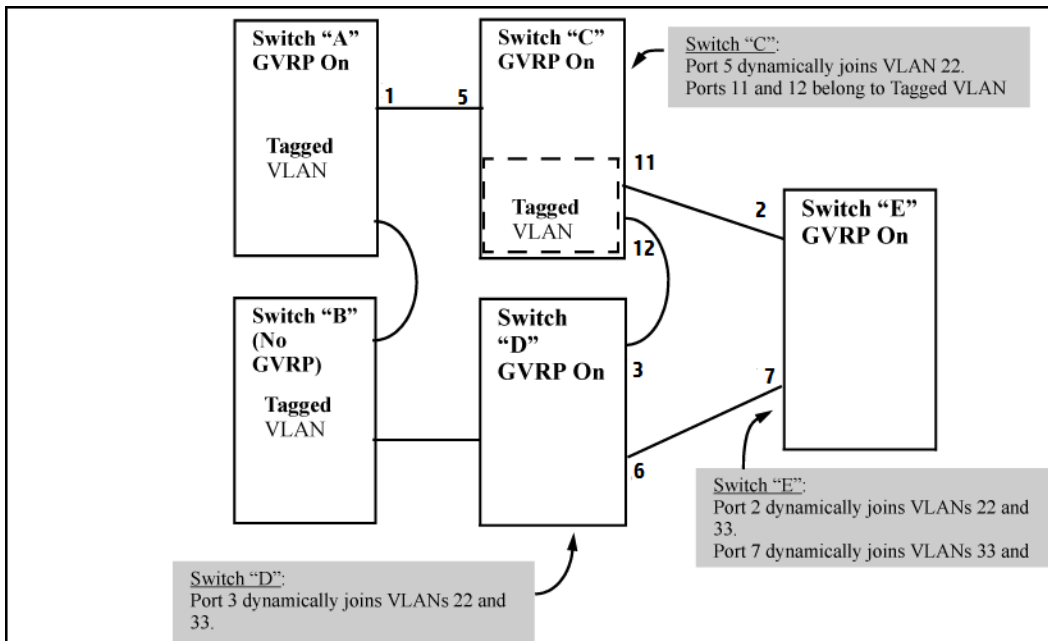 Switch “A”
GVRP On
Tagged
VLAN
1
5
Switch “C”
GVRP On
11
Tagged
VLAN
12
Switch “C”:
Port 5 dynamically joins VLAN 22.
Ports 11 and 12 belong to Tagged VLAN
2
Switch “E”
GVRP On
Switch “B”
(No
GVRP)
Tagged
VLAN
Switch
“D”
GVRP On
3
7
6
Switch “E”:
Port 2 dynamically joins VLANs 22 and
33.
Port 7 dynamically joins VLANs 33 and
Switch “D”:
Port 3 dynamically joins VLANs 22 and
33.